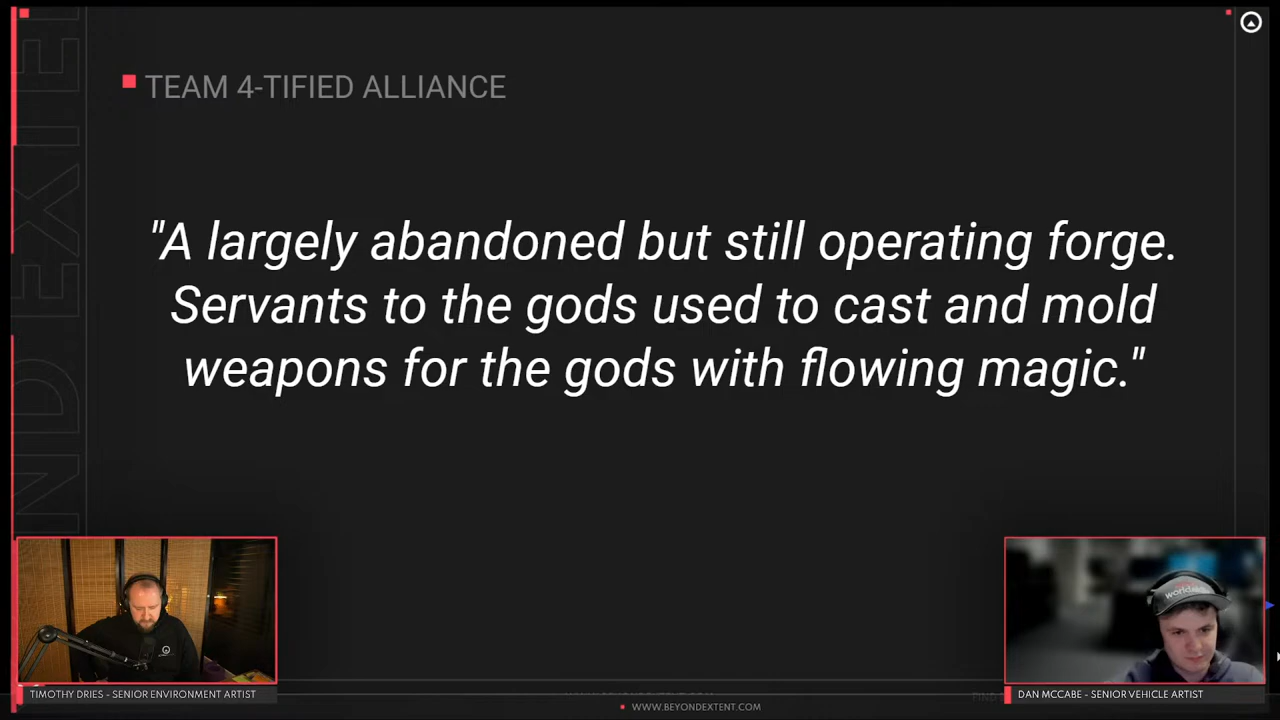 TEAM 4-TIFIED ALLIANCE
"A largely abandoned but still operating forge.
Servants to the gods used to cast and mold
weapons for the gods with flowing magic."
TIMOTHY DRIES - SENIOR ENVIRONMENT ARTIST
DAN MCCABE - SENIOR VEHICLE ARTIST
WWW.BEYONDEXTENT.COM